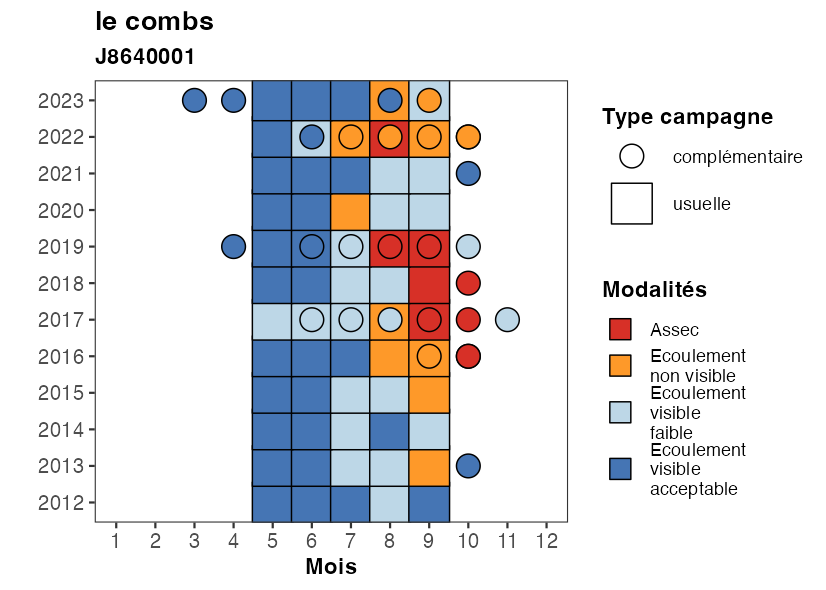 le combs
J8640001
2023
2022
2021
2020
2019
2018
2017
2016
2015
2014
2013
2012
1 2 3 4 5 6 7 8 9 10 11 12
Mois
Type campagne
complémentaire
usuelle
Modalités
Assec
Ecoulement
non visible
Ecoulement
visible
faible
Ecoulement
visible
acceptable